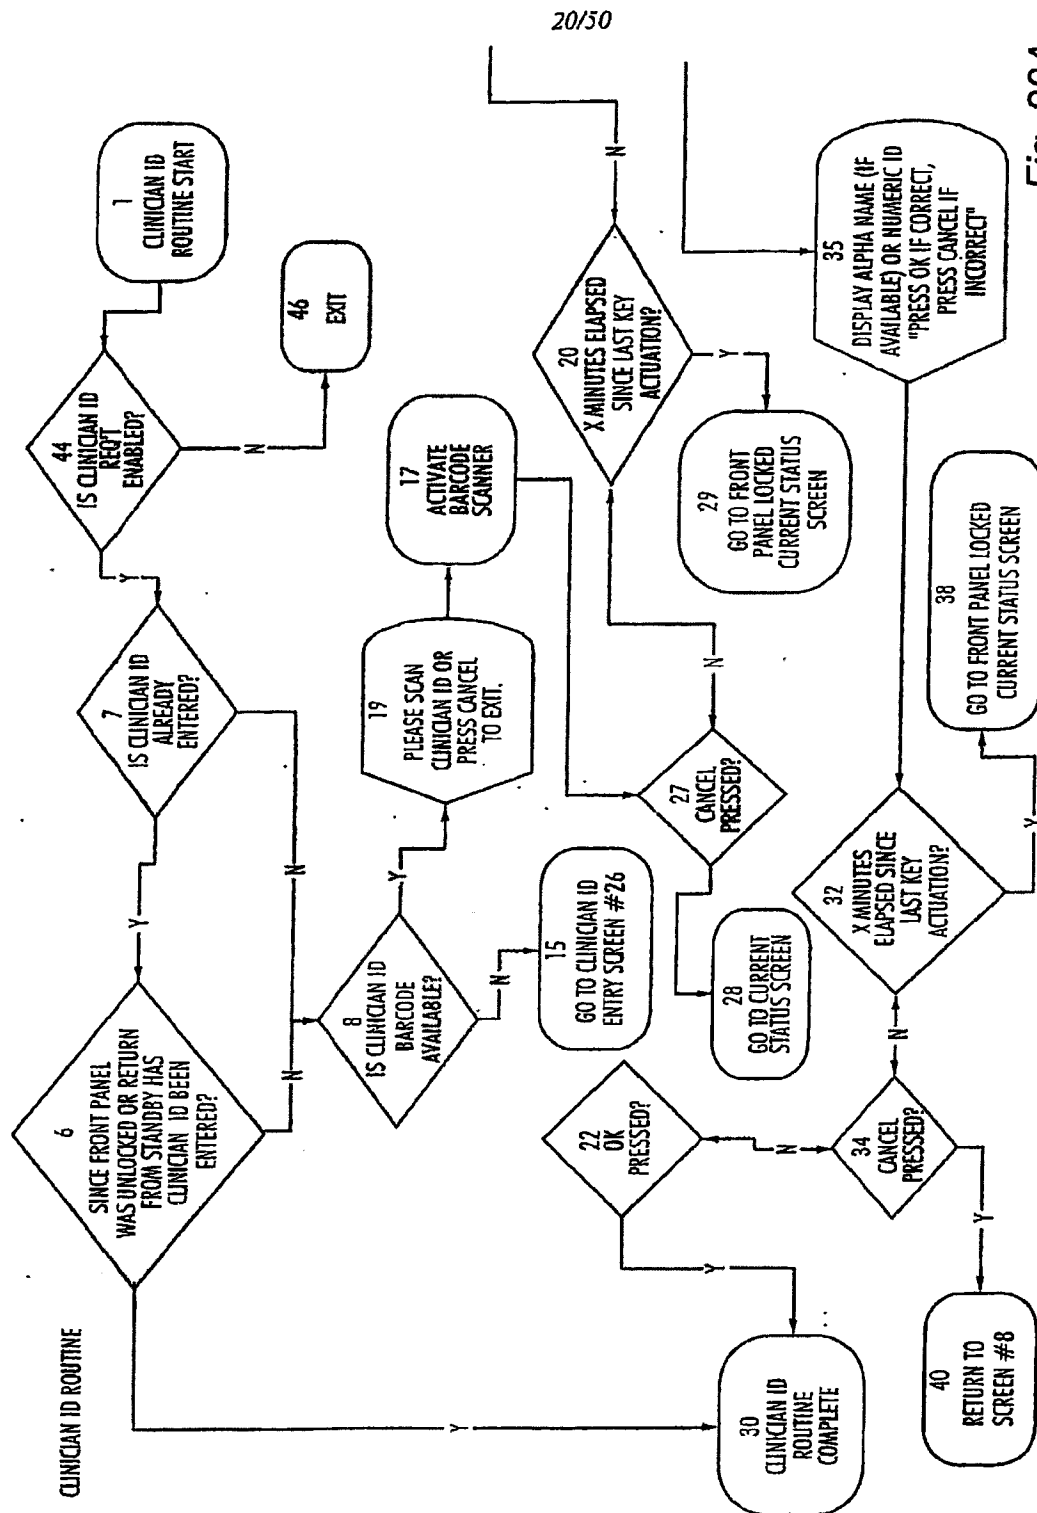 20/50
CLINICIAN ID ROUTINE
1
CLINICIAN ID
ROUTINE START
44
IS CLINICIAN ID
REQ'T
ENABLED?
N
46
EXIT
Y
7
IS CLINICIAN ID
ALREADY
ENTERED?
N
Y
6
SINCE FRONT PANEL
WAS UNLOCKED OR RETURN
FROM STANDBY HAS
CLINICIAN ID BEEN
ENTERED?
N
Y
8
IS CLINICIAN ID
BARCODE
AVAILABLE?
Y
N
15
GO TO CLINICIAN ID
ENTRY SCREEN #26
19
PLEASE SCAN
CLINICIAN ID OR
PRESS CANCEL
TO EXIT.
17
ACTIVATE
BARCODE
SCANNER
27
CANCEL
PRESSED?
N
28
GO TO CURRENT
STATUS SCREEN
N
20
X MINUTES ELAPSED
SINCE LAST KEY
ACTUATION?
Y
29
GO TO FRONT
PANEL LOCKED
CURRENT STATUS
SCREEN
35
DISPLAY ALPHA NAME (IF
AVAILABLE) OR NUMERIC ID
"PRESS OK IF CORRECT,
PRESS CANCEL IF
INCORRECT"
32
X MINUTES
ELAPSED SINCE
LAST KEY
ACTUATION?
Y
38
GO TO FRONT PANEL LOCKED
CURRENT STATUS SCREEN
N
34
CANCEL
PRESSED?
N
Y
22
OK
PRESSED?
Y
30
CLINICIAN ID
ROUTINE
COMPLETE
40
RETURN TO
SCREEN #8